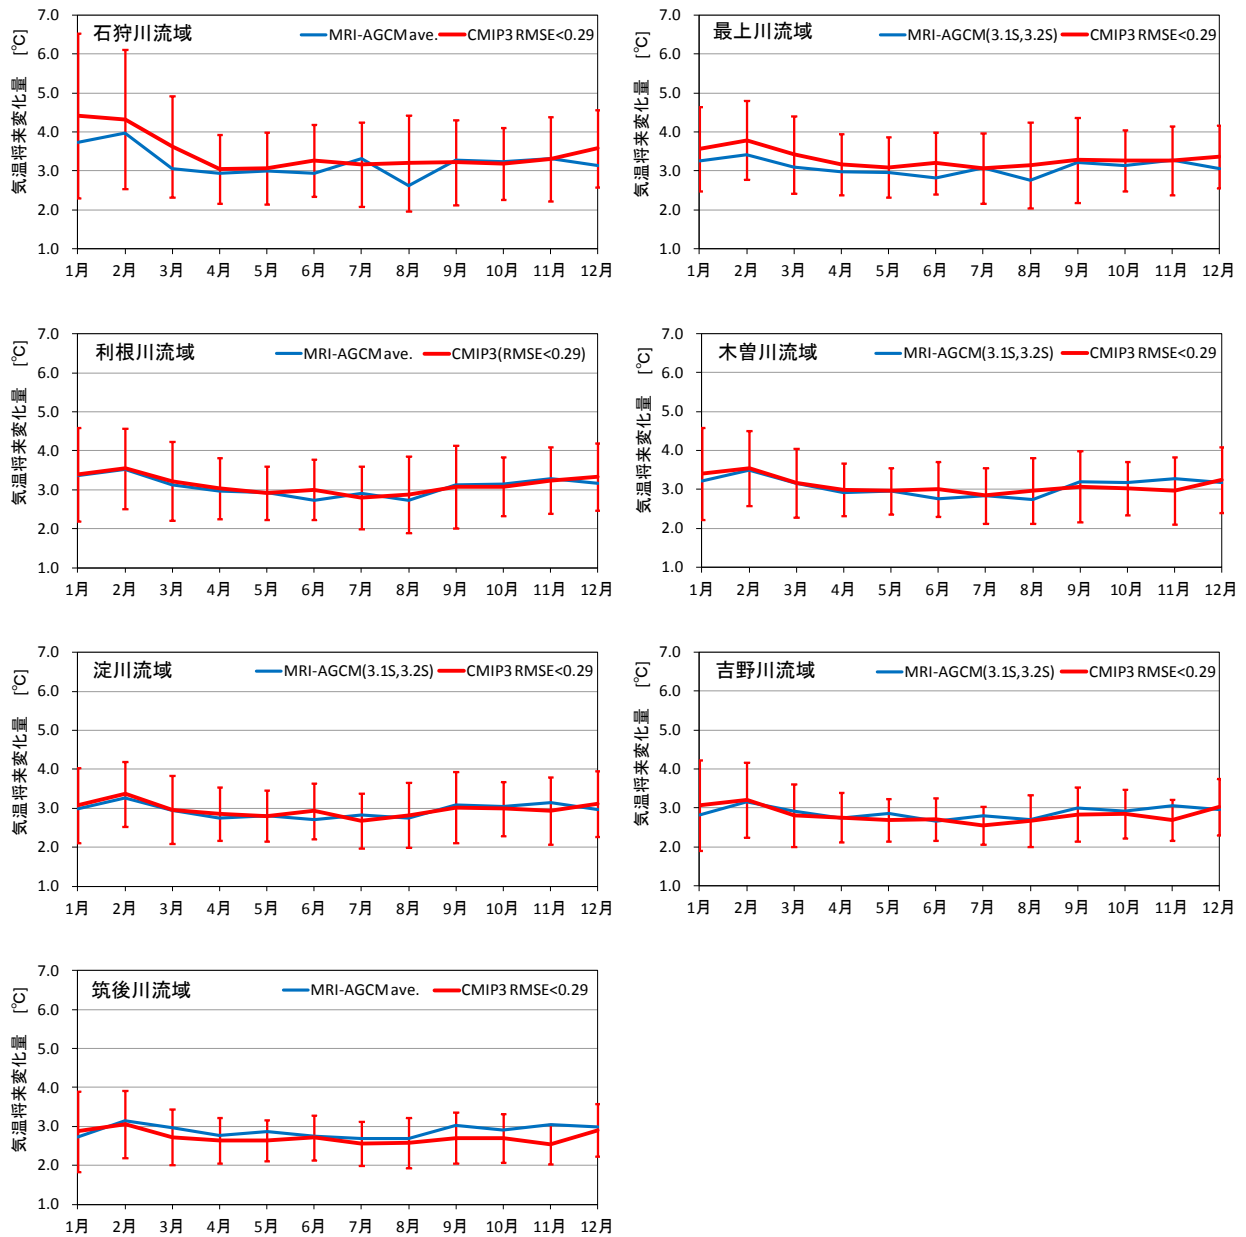 石狩川流域 MRI-AGCM ave. CMIP3 RMSE<0.29
気温将来変化量 [℃]
7.0
6.0
5.0
4.0
3.0
2.0
1.0
1月 2月 3月 4月 5月 6月 7月 8月 9月 10月 11月 12月
最上川流域 MRI-AGCM(3.1S,3.2S) CMIP3 RMSE<0.29
気温将来変化量 [℃]
7.0
6.0
5.0
4.0
3.0
2.0
1.0
1月 2月 3月 4月 5月 6月 7月 8月 9月 10月 11月 12月
利根川流域 MRI-AGCM ave. CMIP3(RMSE<0.29)
気温将来変化量 [℃]
7.0
6.0
5.0
4.0
3.0
2.0
1.0
1月 2月 3月 4月 5月 6月 7月 8月 9月 10月 11月 12月
木曽川流域 MRI-AGCM(3.1S,3.2S) CMIP3 RMSE<0.29
気温将来変化量 [℃]
7.0
6.0
5.0
4.0
3.0
2.0
1.0
1月 2月 3月 4月 5月 6月 7月 8月 9月 10月 11月 12月
淀川流域 MRI-AGCM(3.1S,3.2S) CMIP3 RMSE<0.29
気温将来変化量 [℃]
7.0
6.0
5.0
4.0
3.0
2.0
1.0
1月 2月 3月 4月 5月 6月 7月 8月 9月 10月 11月 12月
吉野川流域 MRI-AGCM(3.1S,3.2S) CMIP3 RMSE<0.29
気温将来変化量 [℃]
7.0
6.0
5.0
4.0
3.0
2.0
1.0
1月 2月 3月 4月 5月 6月 7月 8月 9月 10月 11月 12月
筑後川流域 MRI-AGCM ave. CMIP3 RMSE<0.29
気温将来変化量 [℃]
7.0
6.0
5.0
4.0
3.0
2.0
1.0
1月 2月 3月 4月 5月 6月 7月 8月 9月 10月 11月 12月